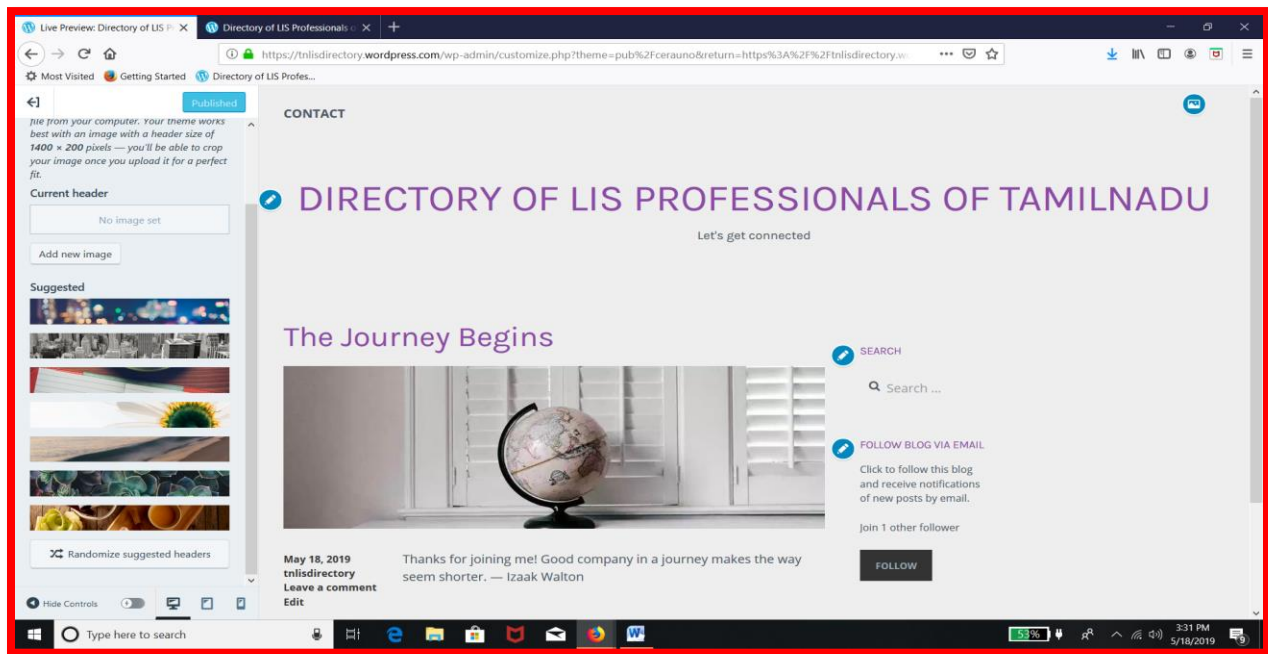 Live Preview: Directory of LIS P
Directory of LIS Professionals o
https://tnlisdirectory.wordpress.com/wp-admin/customize.php?theme=pub%2Fcerauno&return=https%3A%2F%2Ftnlisdirectory.w
Most Visited
Getting Started
Directory of LIS Profes...
Published
file from your computer. Your theme works
best with an image with a header size of
1400 × 200 pixels — you'll be able to crop
your image once you upload it for a perfect
fit.
Current header
No image set
Add new image
Suggested
Randomize suggested headers
Hide Controls
CONTACT
DIRECTORY OF LIS PROFESSIONALS OF TAMILNADU
Let's get connected
The Journey Begins
May 18, 2019
tnlisdirectory
Leave a comment
Edit
Thanks for joining me! Good company in a journey makes the way
seem shorter. — Izaak Walton
SEARCH
Search ...
FOLLOW BLOG VIA EMAIL
Click to follow this blog
and receive notifications
of new posts by email.
Join 1 other follower
FOLLOW
Type here to search
53%
3:31 PM
5/18/2019
9